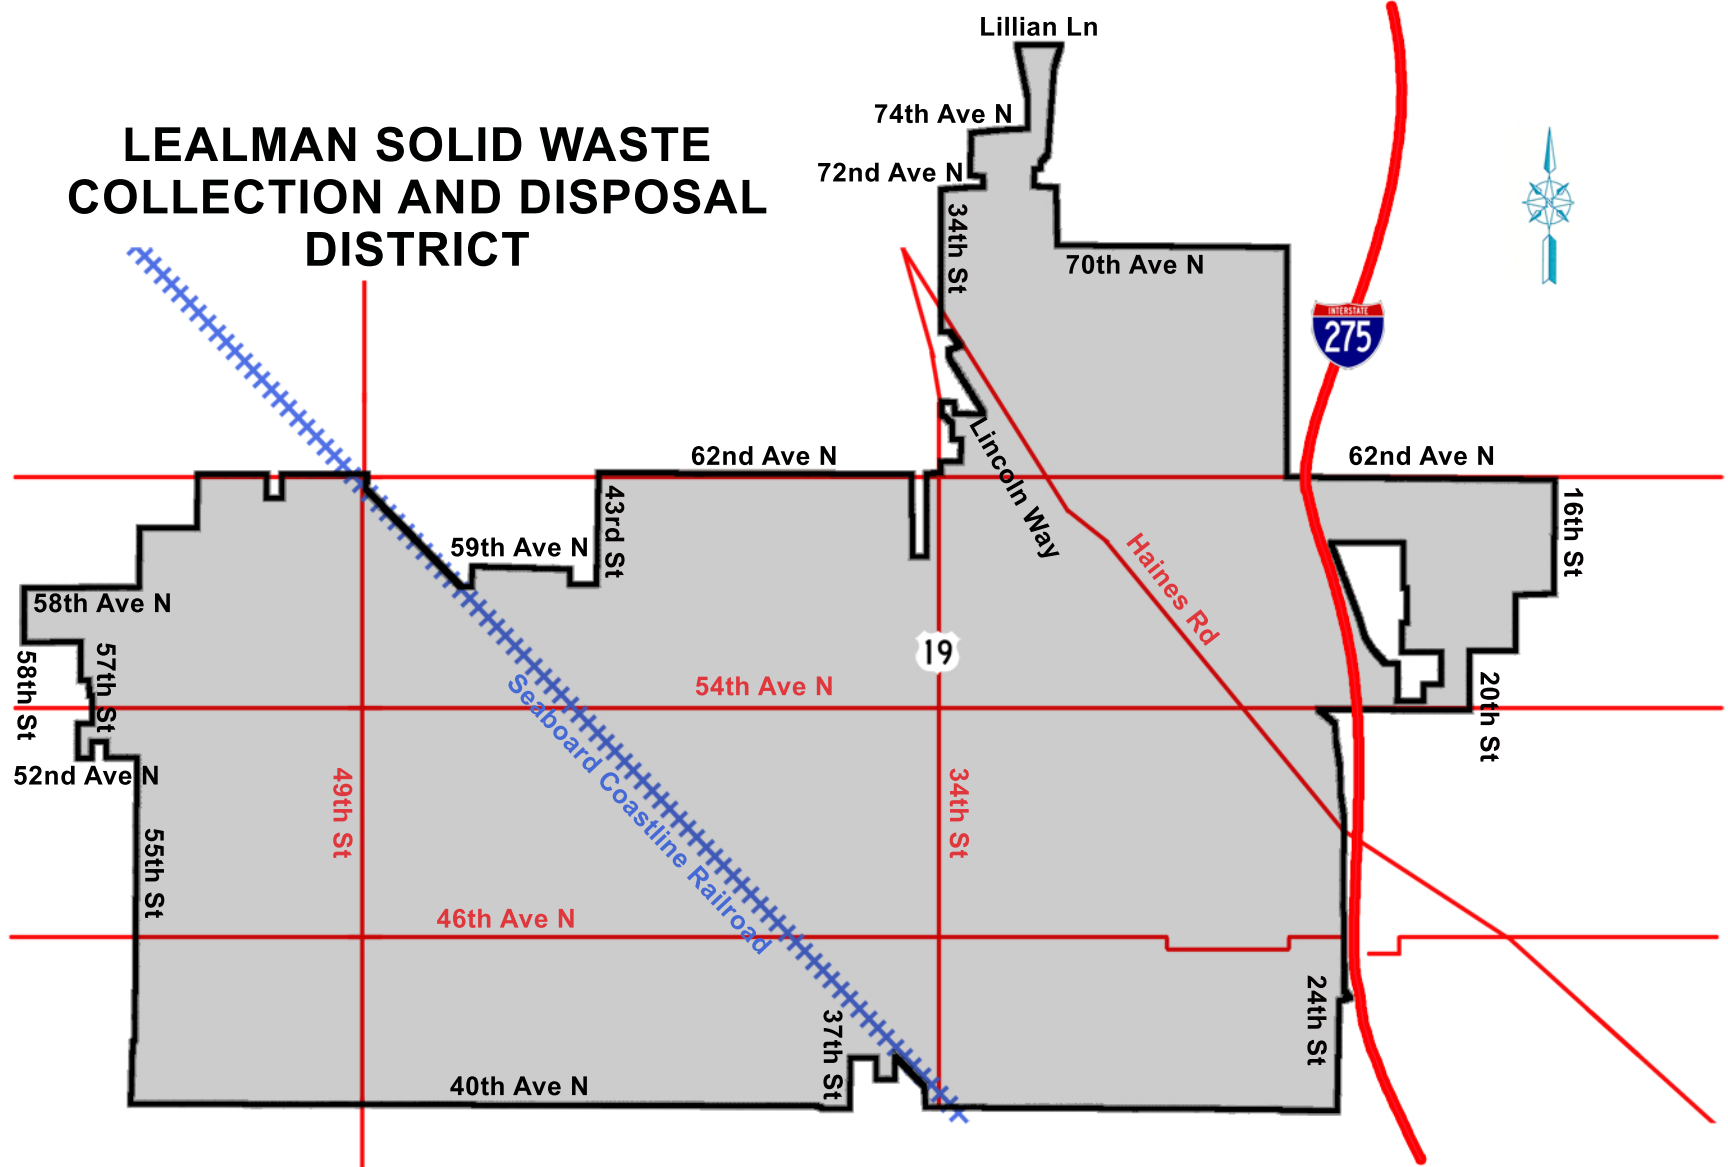 Lillian Ln
74th Ave N
LEALMAN SOLID WASTE
COLLECTION AND DISPOSAL
DISTRICT
72nd Ave N
34th St
70th Ave N
N
INTERSTATE
275
62nd Ave N
62nd Ave N
Lincoln Way
43rd St
16th St
59th Ave N
Haines Rd
58th Ave N
58th St
57th St
19
54th Ave N
Seaboard Coastline Railroad
20th St
52nd Ave N
49th St
34th St
55th St
46th Ave N
24th St
37th St
40th Ave N